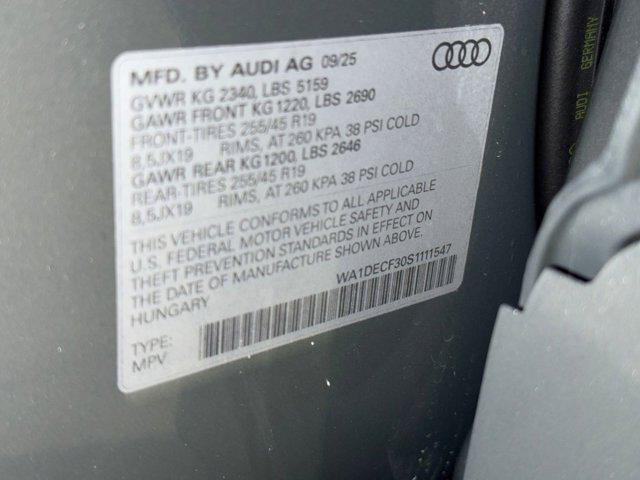 MFD. BY AUDI AG 09/25
GVWR KG 2340, LBS 5159
GAWR FRONT KG 1220, LBS 2690
FRONT-TIRES 255/45 R19
8,5JX19 RIMS, AT 260 KPA 38 PSI COLD
GAWR REAR KG 1200, LBS 2646
REAR-TIRES 255/45 R19
8,5JX19 RIMS, AT 260 KPA 38 PSI COLD
THIS VEHICLE CONFORMS TO ALL APPLICABLE
U.S. FEDERAL MOTOR VEHICLE SAFETY AND
THEFT PREVENTION STANDARDS IN EFFECT ON
THE DATE OF MANUFACTURE SHOWN ABOVE.
HUNGARY
WA1DECF30S1111547
TYPE:
MPV
AUDI GERMANY